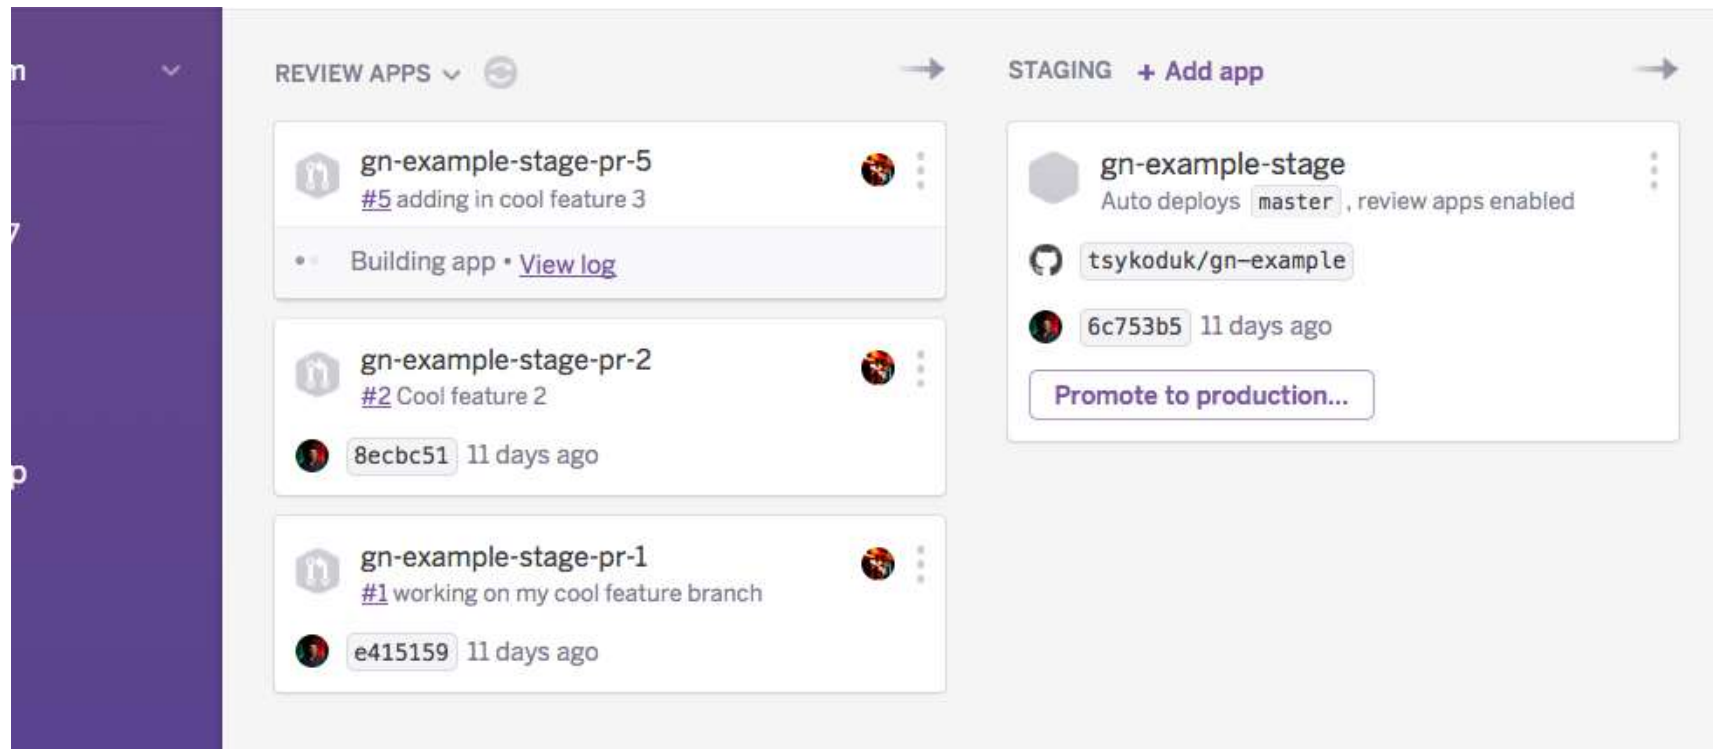 m
REVIEW APPS
gn-example-stage-pr-5
#5 adding in cool feature 3
Building app • View log
gn-example-stage-pr-2
#2 Cool feature 2
8ecbc51 11 days ago
gn-example-stage-pr-1
#1 working on my cool feature branch
e415159 11 days ago
STAGING + Add app
gn-example-stage
Auto deploys master , review apps enabled
tsykoduk/gn-example
6c753b5 11 days ago
Promote to production...
7
p